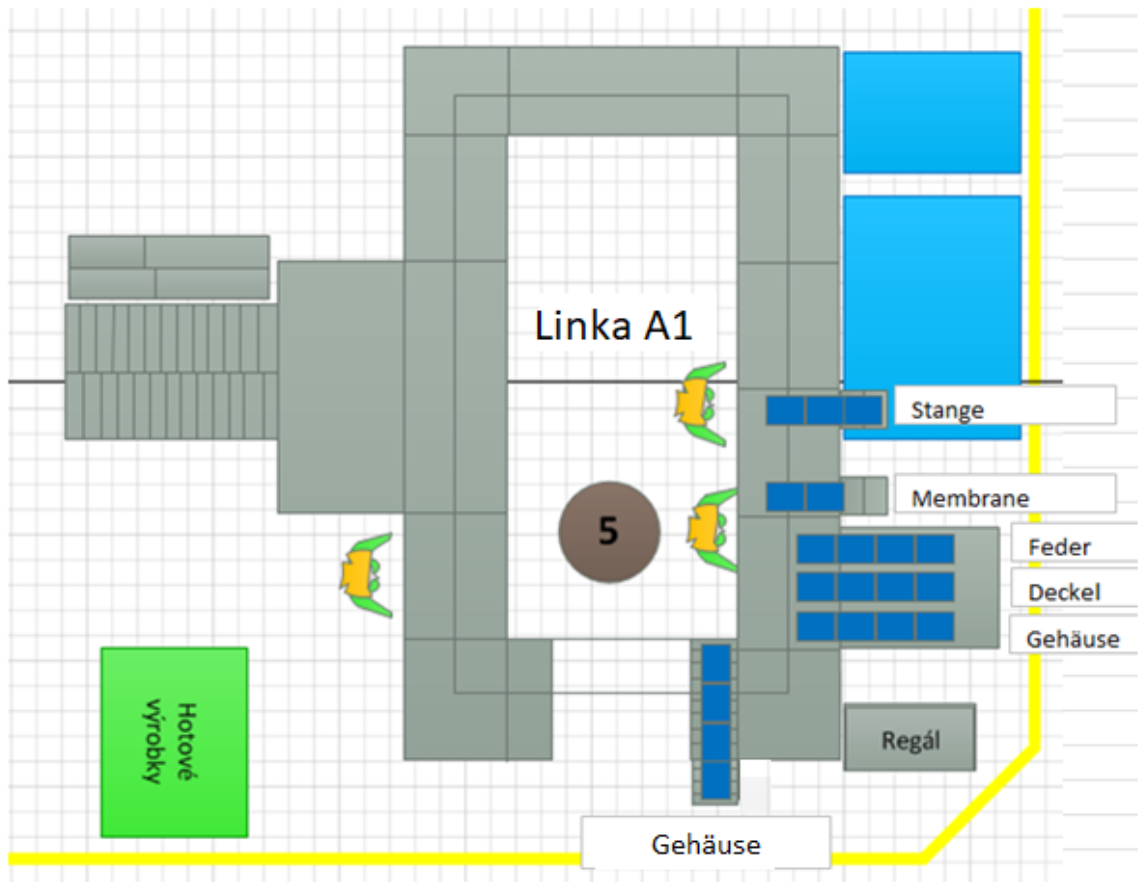 Linka A1
Stange
Membrane
5
Feder
Deckel
Gehäuse
Hotové
výrobky
Regál
Gehäuse